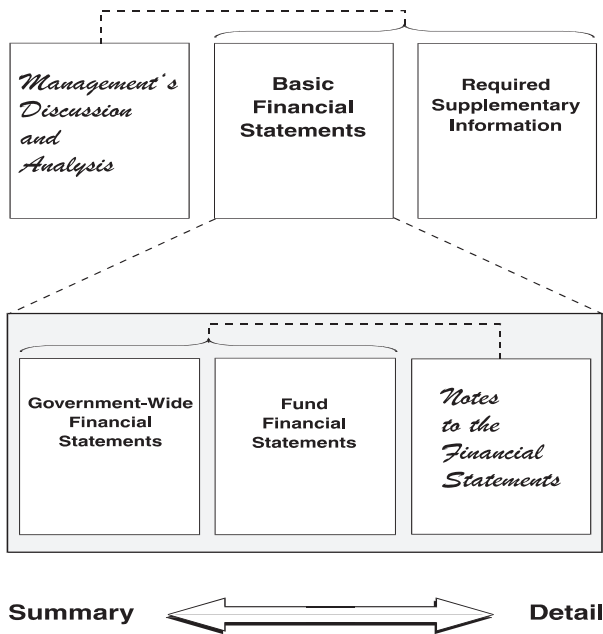 Management's
Discussion
and
Analysis
Basic
Financial
Statements
Required
Supplementary
Information
Government-Wide
Financial
Statements
Fund
Financial
Statements
Notes
to the
Financial
Statements
Summary
Detail